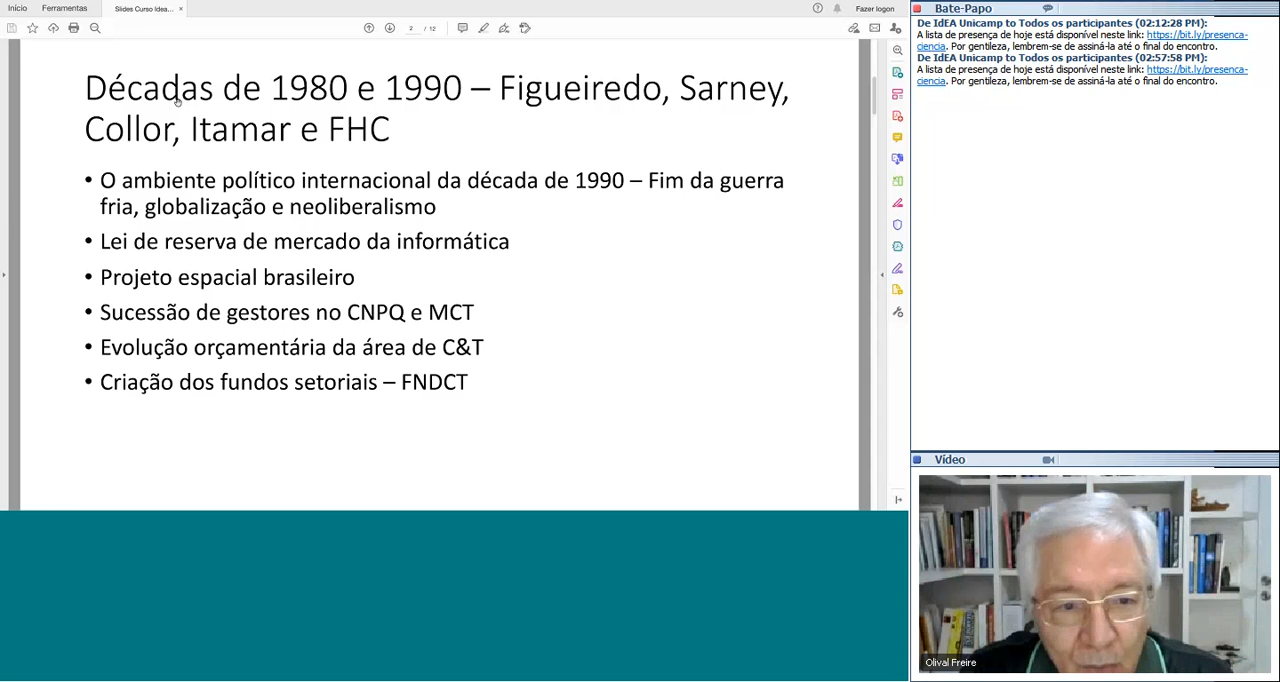 Início Ferramentas Slides Curso Idea... × Fazer logon
2 / 12
Décadas de 1980 e 1990 – Figueiredo, Sarney,
Collor, Itamar e FHC
• O ambiente político internacional da década de 1990 – Fim da guerra
fria, globalização e neoliberalismo
• Lei de reserva de mercado da informática
• Projeto espacial brasileiro
• Sucessão de gestores no CNPQ e MCT
• Evolução orçamentária da área de C&T
• Criação dos fundos setoriais – FNDCT
Bate-Papo
De IdEA Unicamp to Todos os participantes (02:12:28 PM):
A lista de presença de hoje está disponível neste link: https://bit.ly/presenca-
ciencia. Por gentileza, lembrem-se de assiná-la até o final do encontro.
De IdEA Unicamp to Todos os participantes (02:57:58 PM):
A lista de presença de hoje está disponível neste link: https://bit.ly/presenca-
ciencia. Por gentileza, lembrem-se de assiná-la até o final do encontro.
Vídeo
Olival Freire